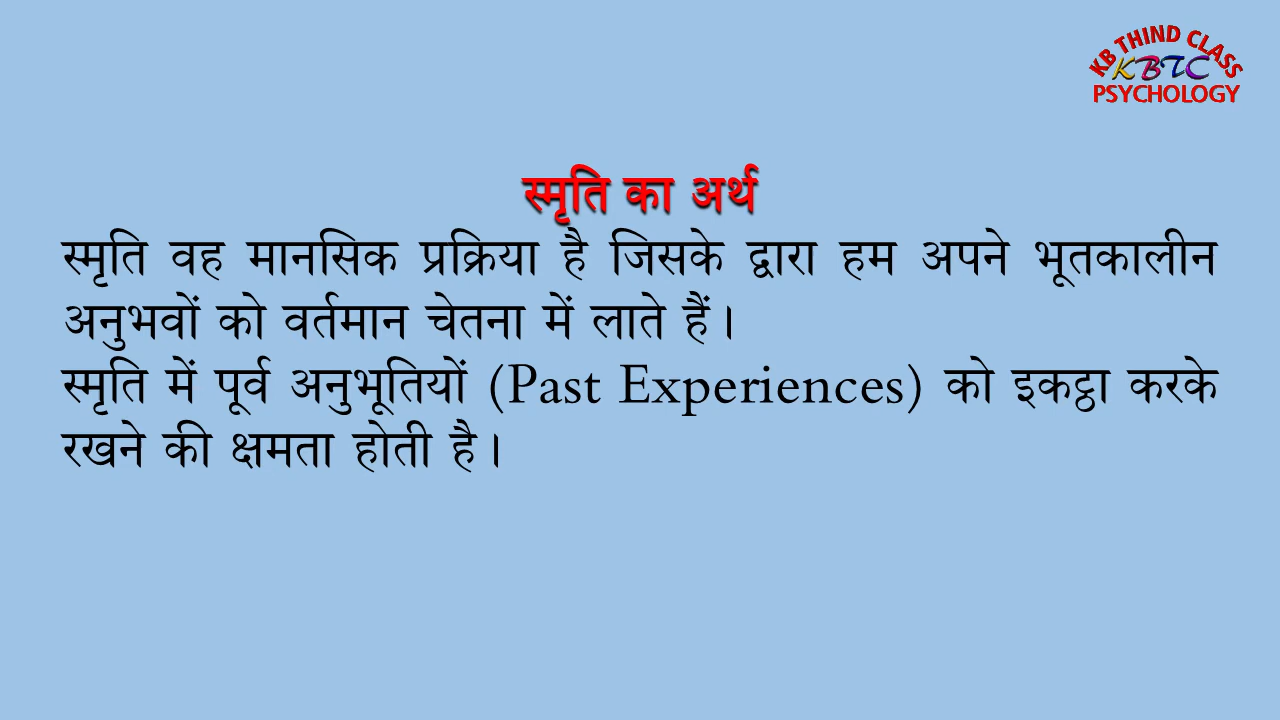 KB THIND CLASS
KBTC
PSYCHOLOGY
स्मृति का अर्थ
स्मृति वह मानसिक प्रक्रिया है जिसके द्वारा हम अपने भूतकालीन
अनुभवों को वर्तमान चेतना में लाते हैं।
स्मृति में पूर्व अनुभूतियों (Past Experiences) को इकट्ठा करके
रखने की क्षमता होती है।